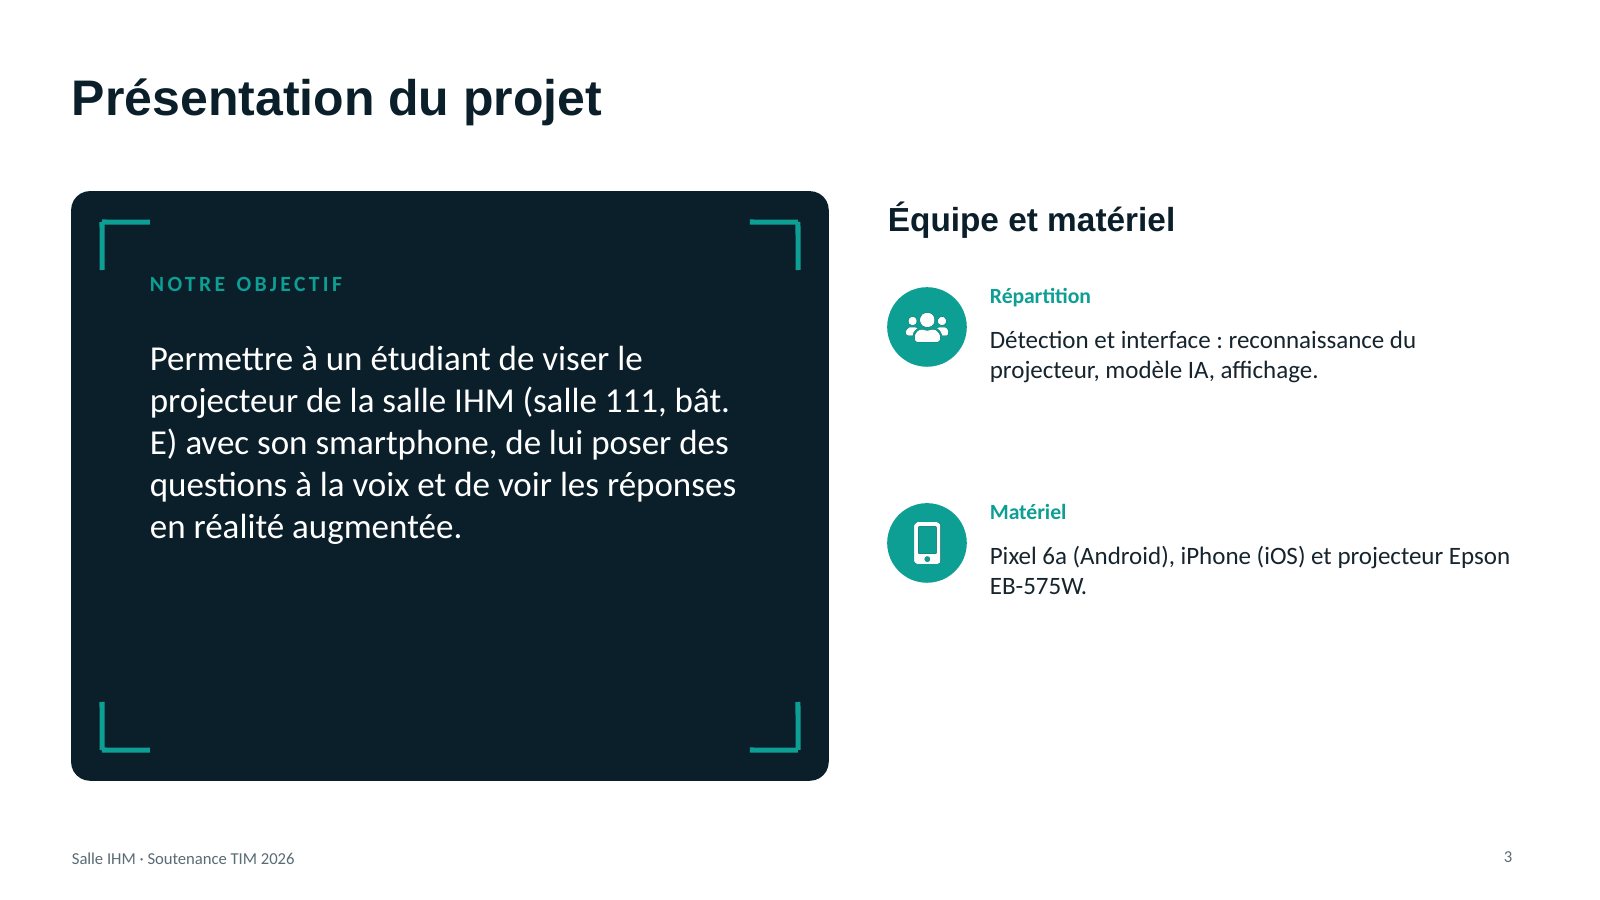 Présentation du projet
NOTRE OBJECTIF
Permettre à un étudiant de viser le
projecteur de la salle IHM (salle 111, bât.
E) avec son smartphone, de lui poser des
questions à la voix et de voir les réponses
en réalité augmentée.
Équipe et matériel
Répartition
Détection et interface : reconnaissance du
projecteur, modèle IA, affichage.
Matériel
Pixel 6a (Android), iPhone (iOS) et projecteur Epson
EB-575W.
Salle IHM · Soutenance TIM 2026
3